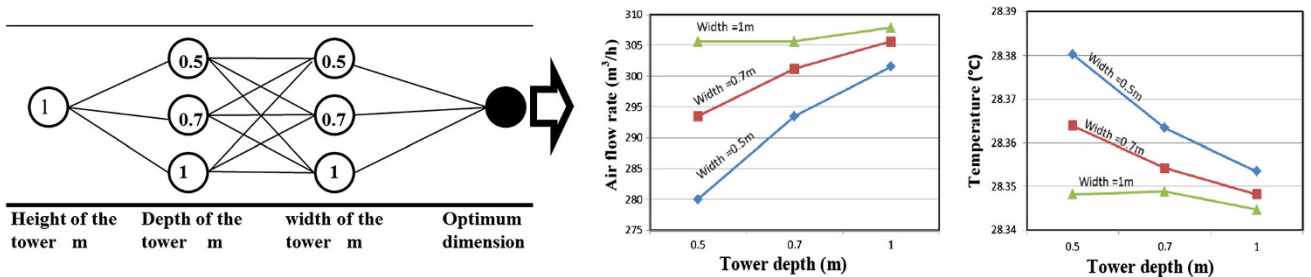 1
0.5
0.7
1
0.5
0.7
1
Height of the
tower m
Depth of the
tower m
width of the
tower m
Optimum
dimension
Air flow rate (m³/h)
310
305
300
295
290
285
280
275
Width =1m
Width =0.7m
Width =0.5m
0.5 0.7 1
Tower depth (m)
Temperature (°C)
28.39
28.38
28.37
28.36
28.35
28.34
Width =0.5m
Width =0.7m
Width =1m
0.5 0.7 1
Tower depth (m)